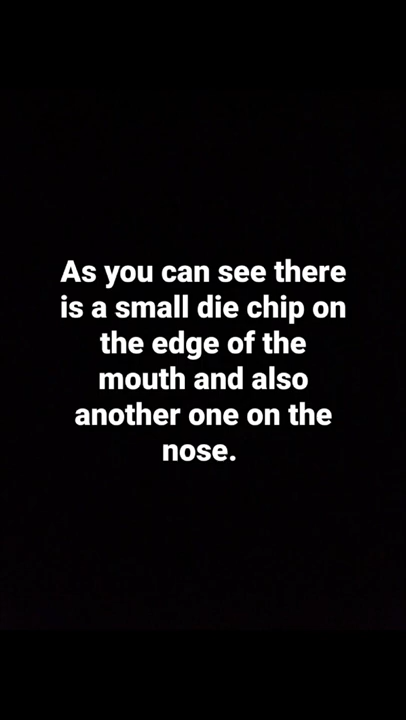 As you can see there
is a small die chip on
the edge of the
mouth and also
another one on the
nose.